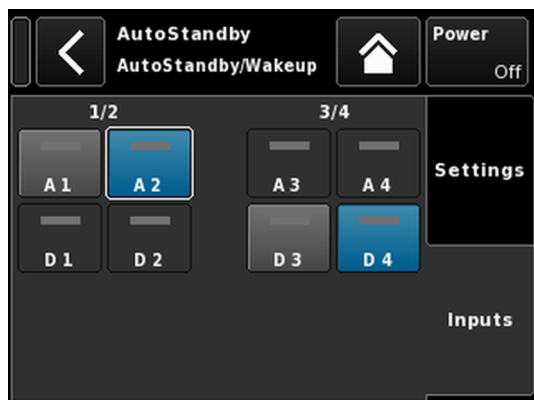 AutoStandby
AutoStandby/Wakeup
Power
Off
1/2
3/4
A 1
A 2
A 3
A 4
D 1
D 2
D 3
D 4
Settings
Inputs